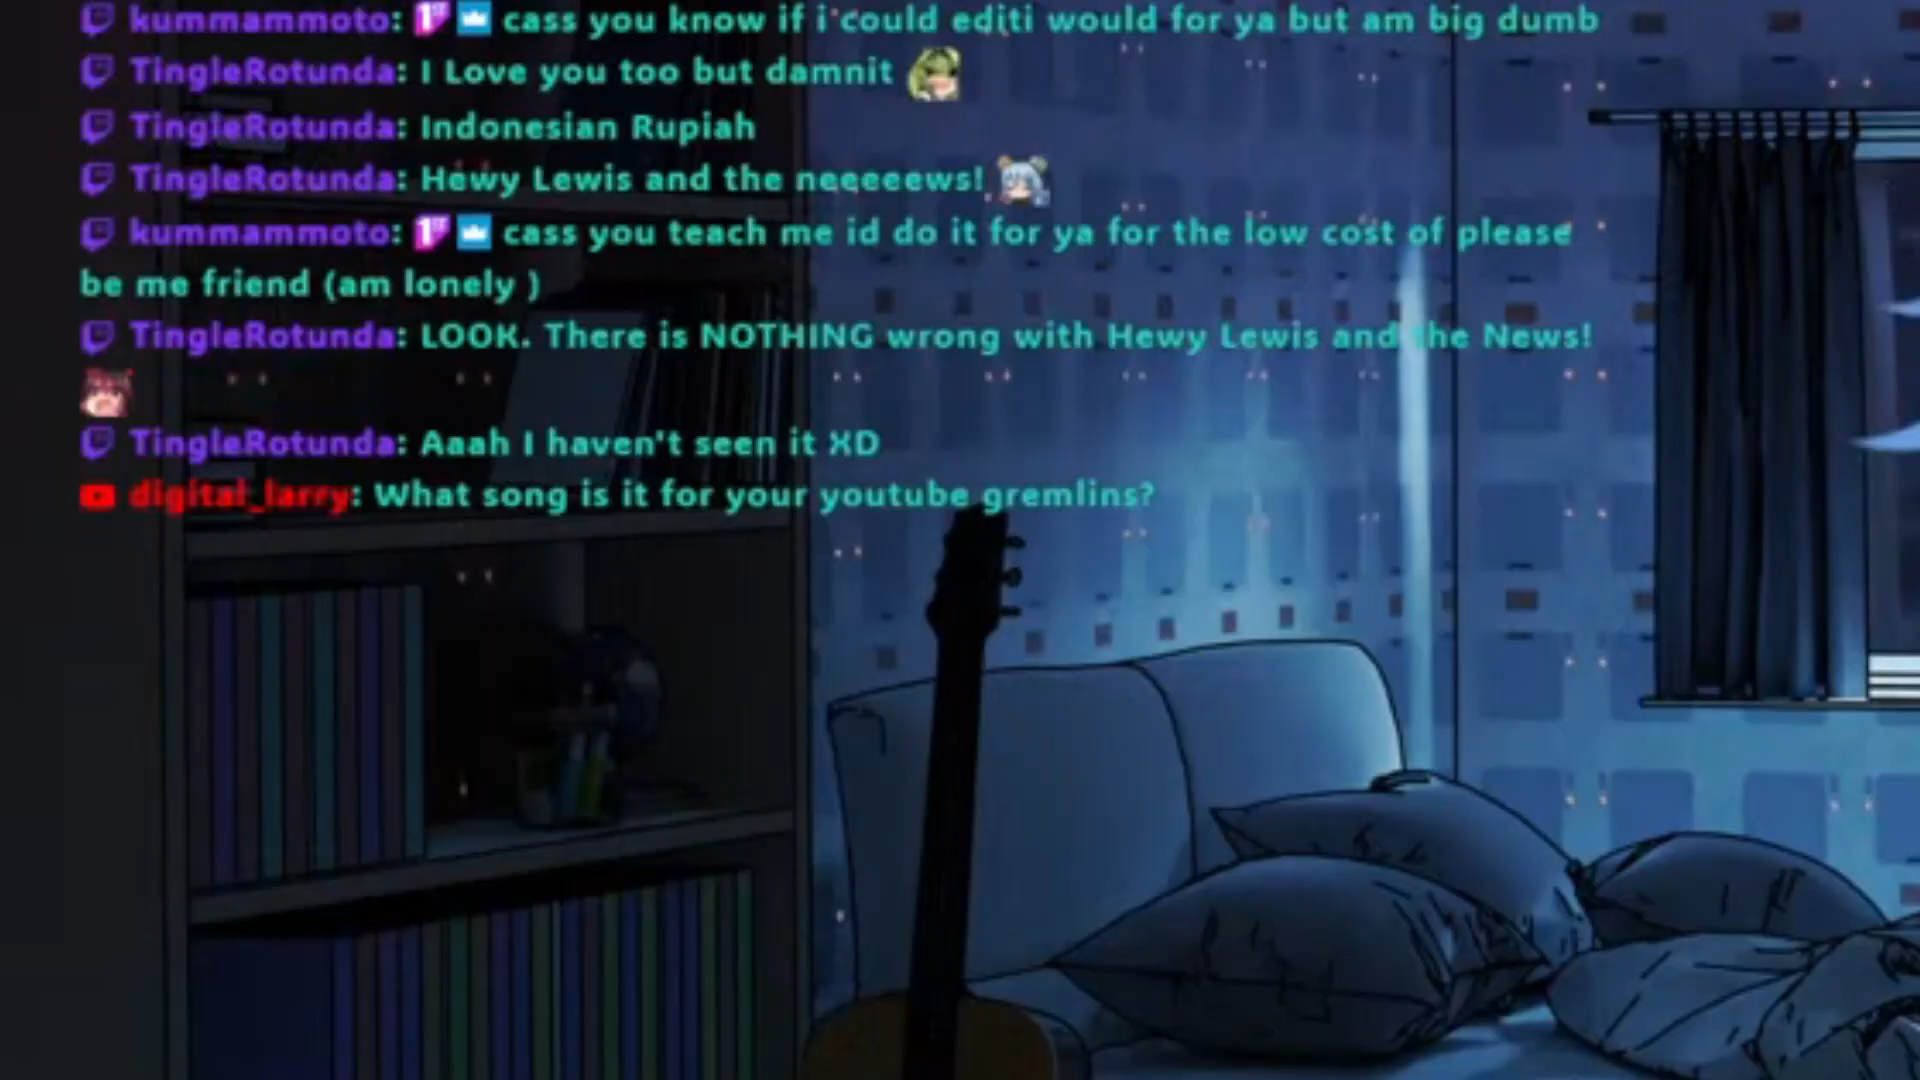 kummammoto: 1ST cass you know if i could editi would for ya but am big dumb
TingleRotunda: I Love you too but damnit
TingleRotunda: Indonesian Rupiah
TingleRotunda: Hewy Lewis and the neeeeews!
kummammoto: 1ST cass you teach me id do it for ya for the low cost of please
be me friend (am lonely )
TingleRotunda: LOOK. There is NOTHING wrong with Hewy Lewis and the News!
TingleRotunda: Aaah I haven't seen it XD
digital_larry: What song is it for your youtube gremlins?